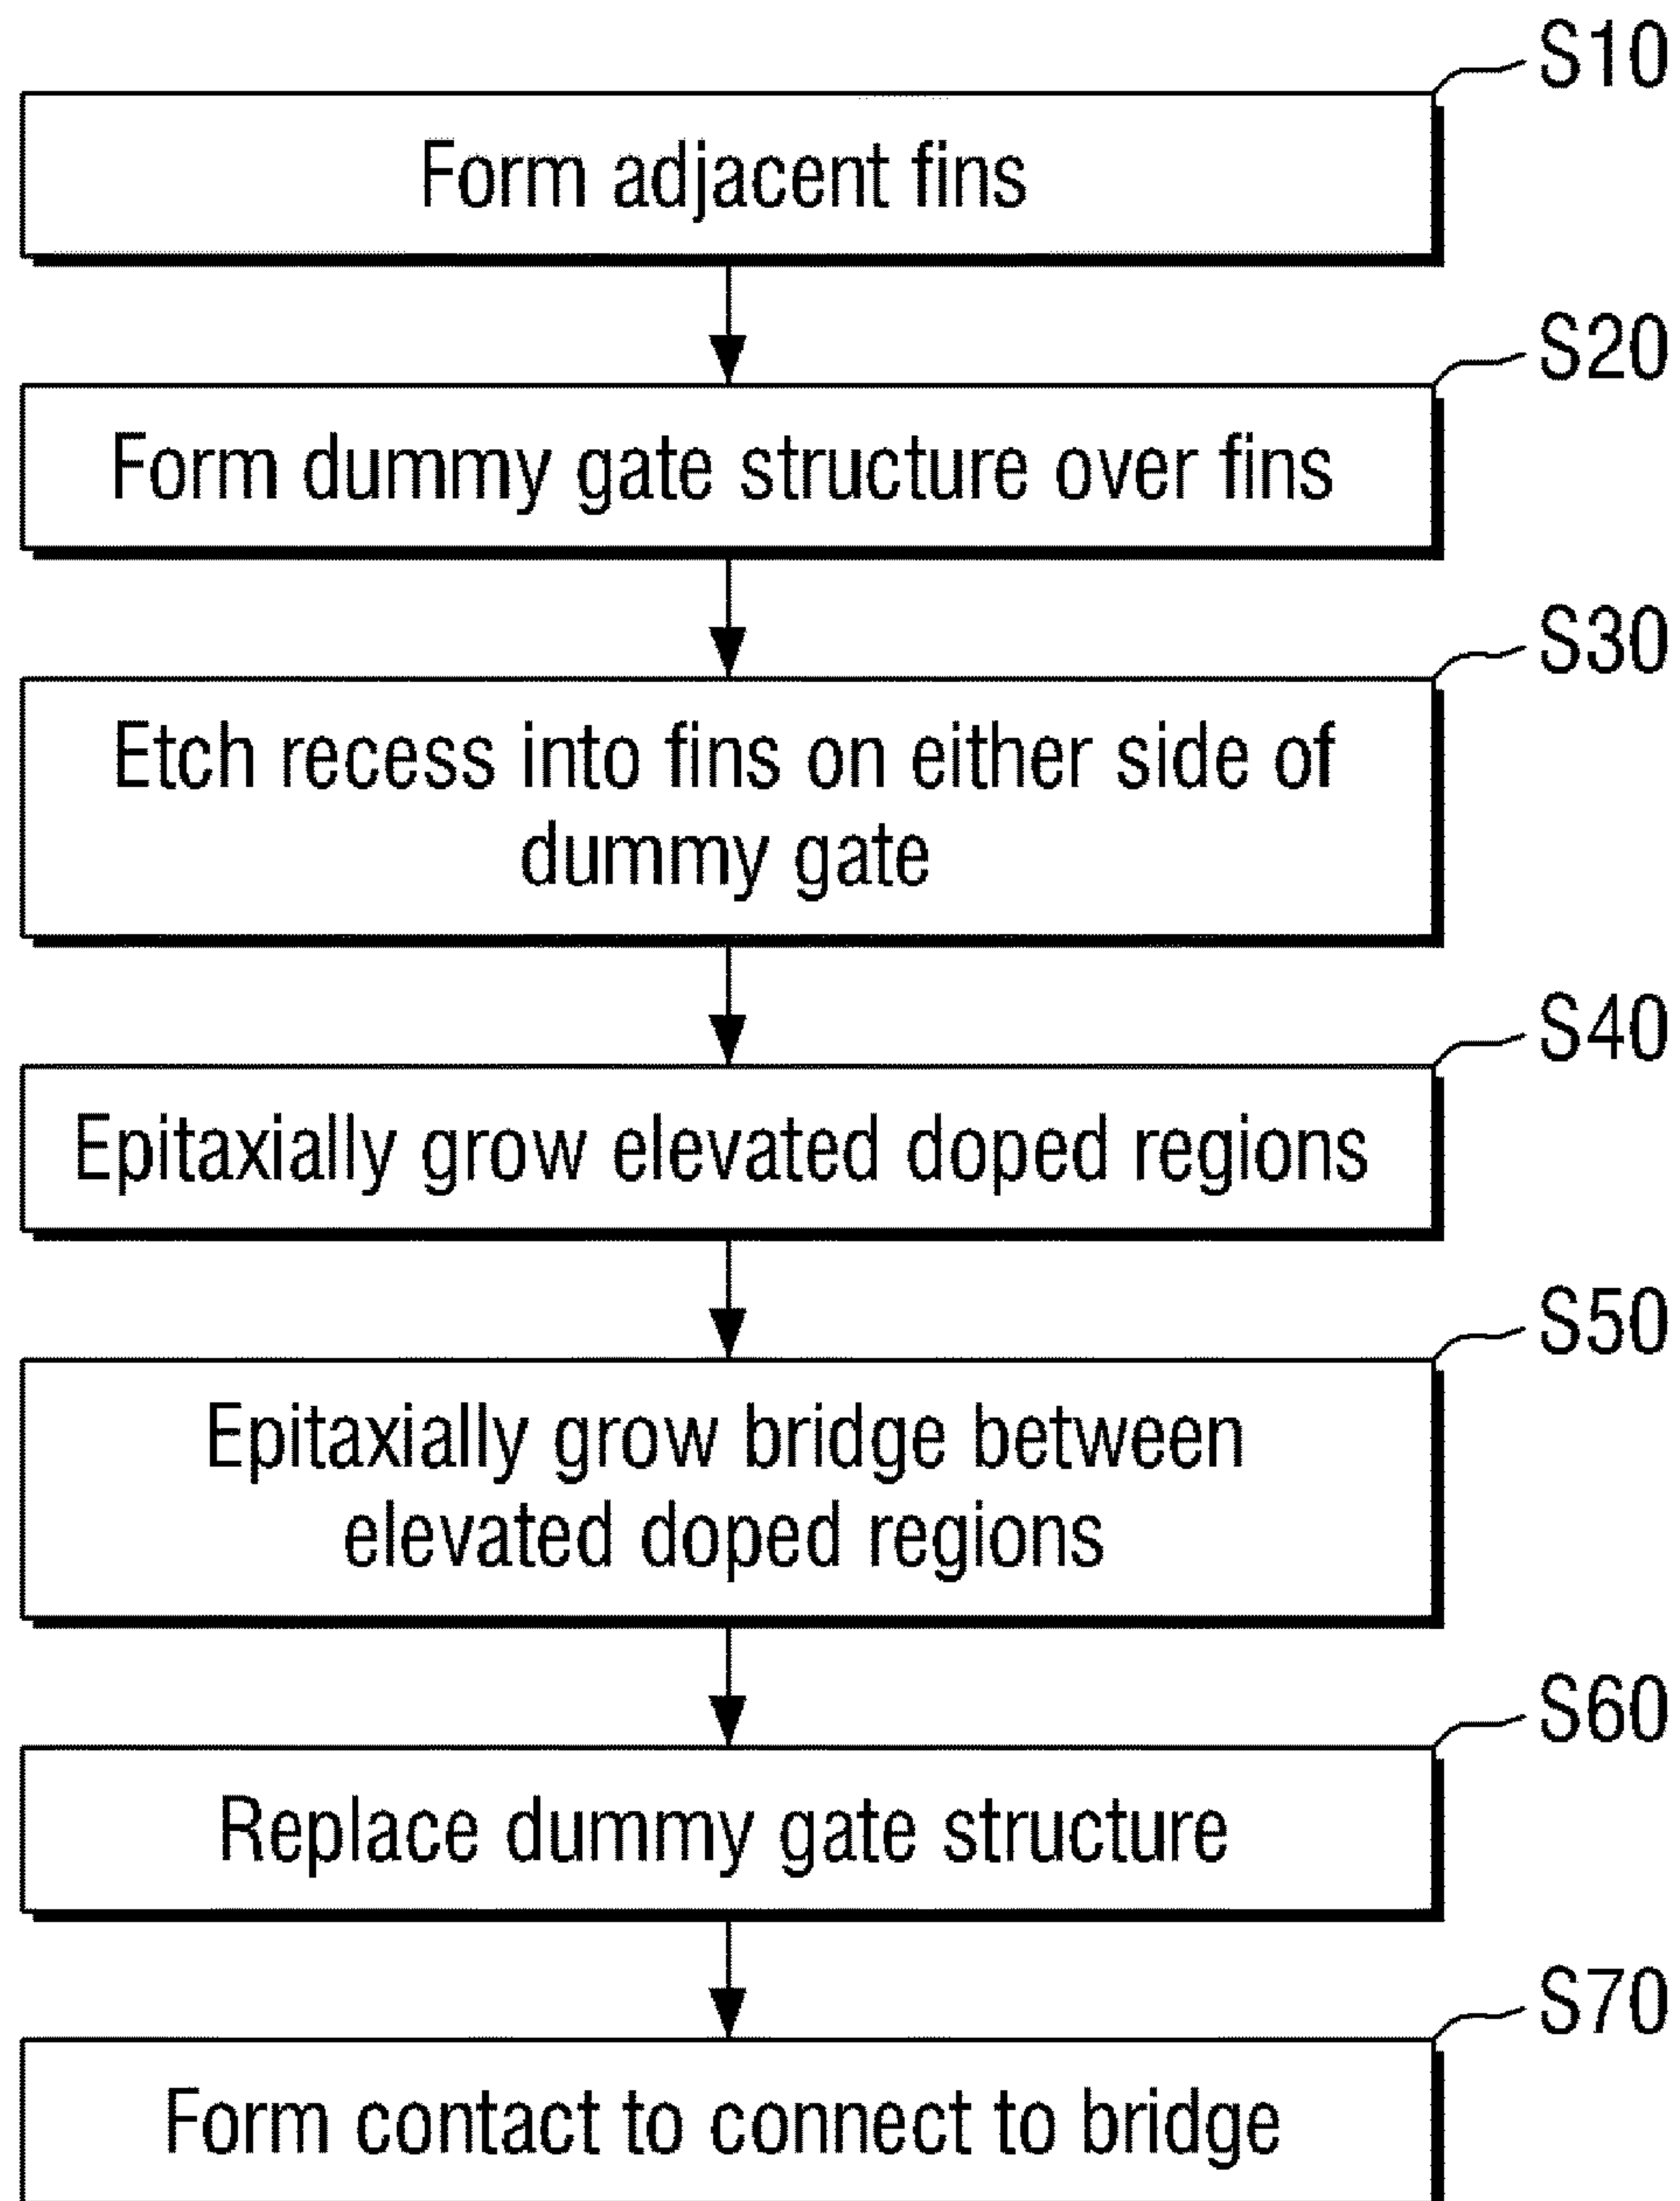 S10
Form adjacent fins
S20
Form dummy gate structure over fins
S30
Etch recess into fins on either side of
dummy gate
S40
Epitaxially grow elevated doped regions
S50
Epitaxially grow bridge between
elevated doped regions
S60
Replace dummy gate structure
S70
Form contact to connect to bridge